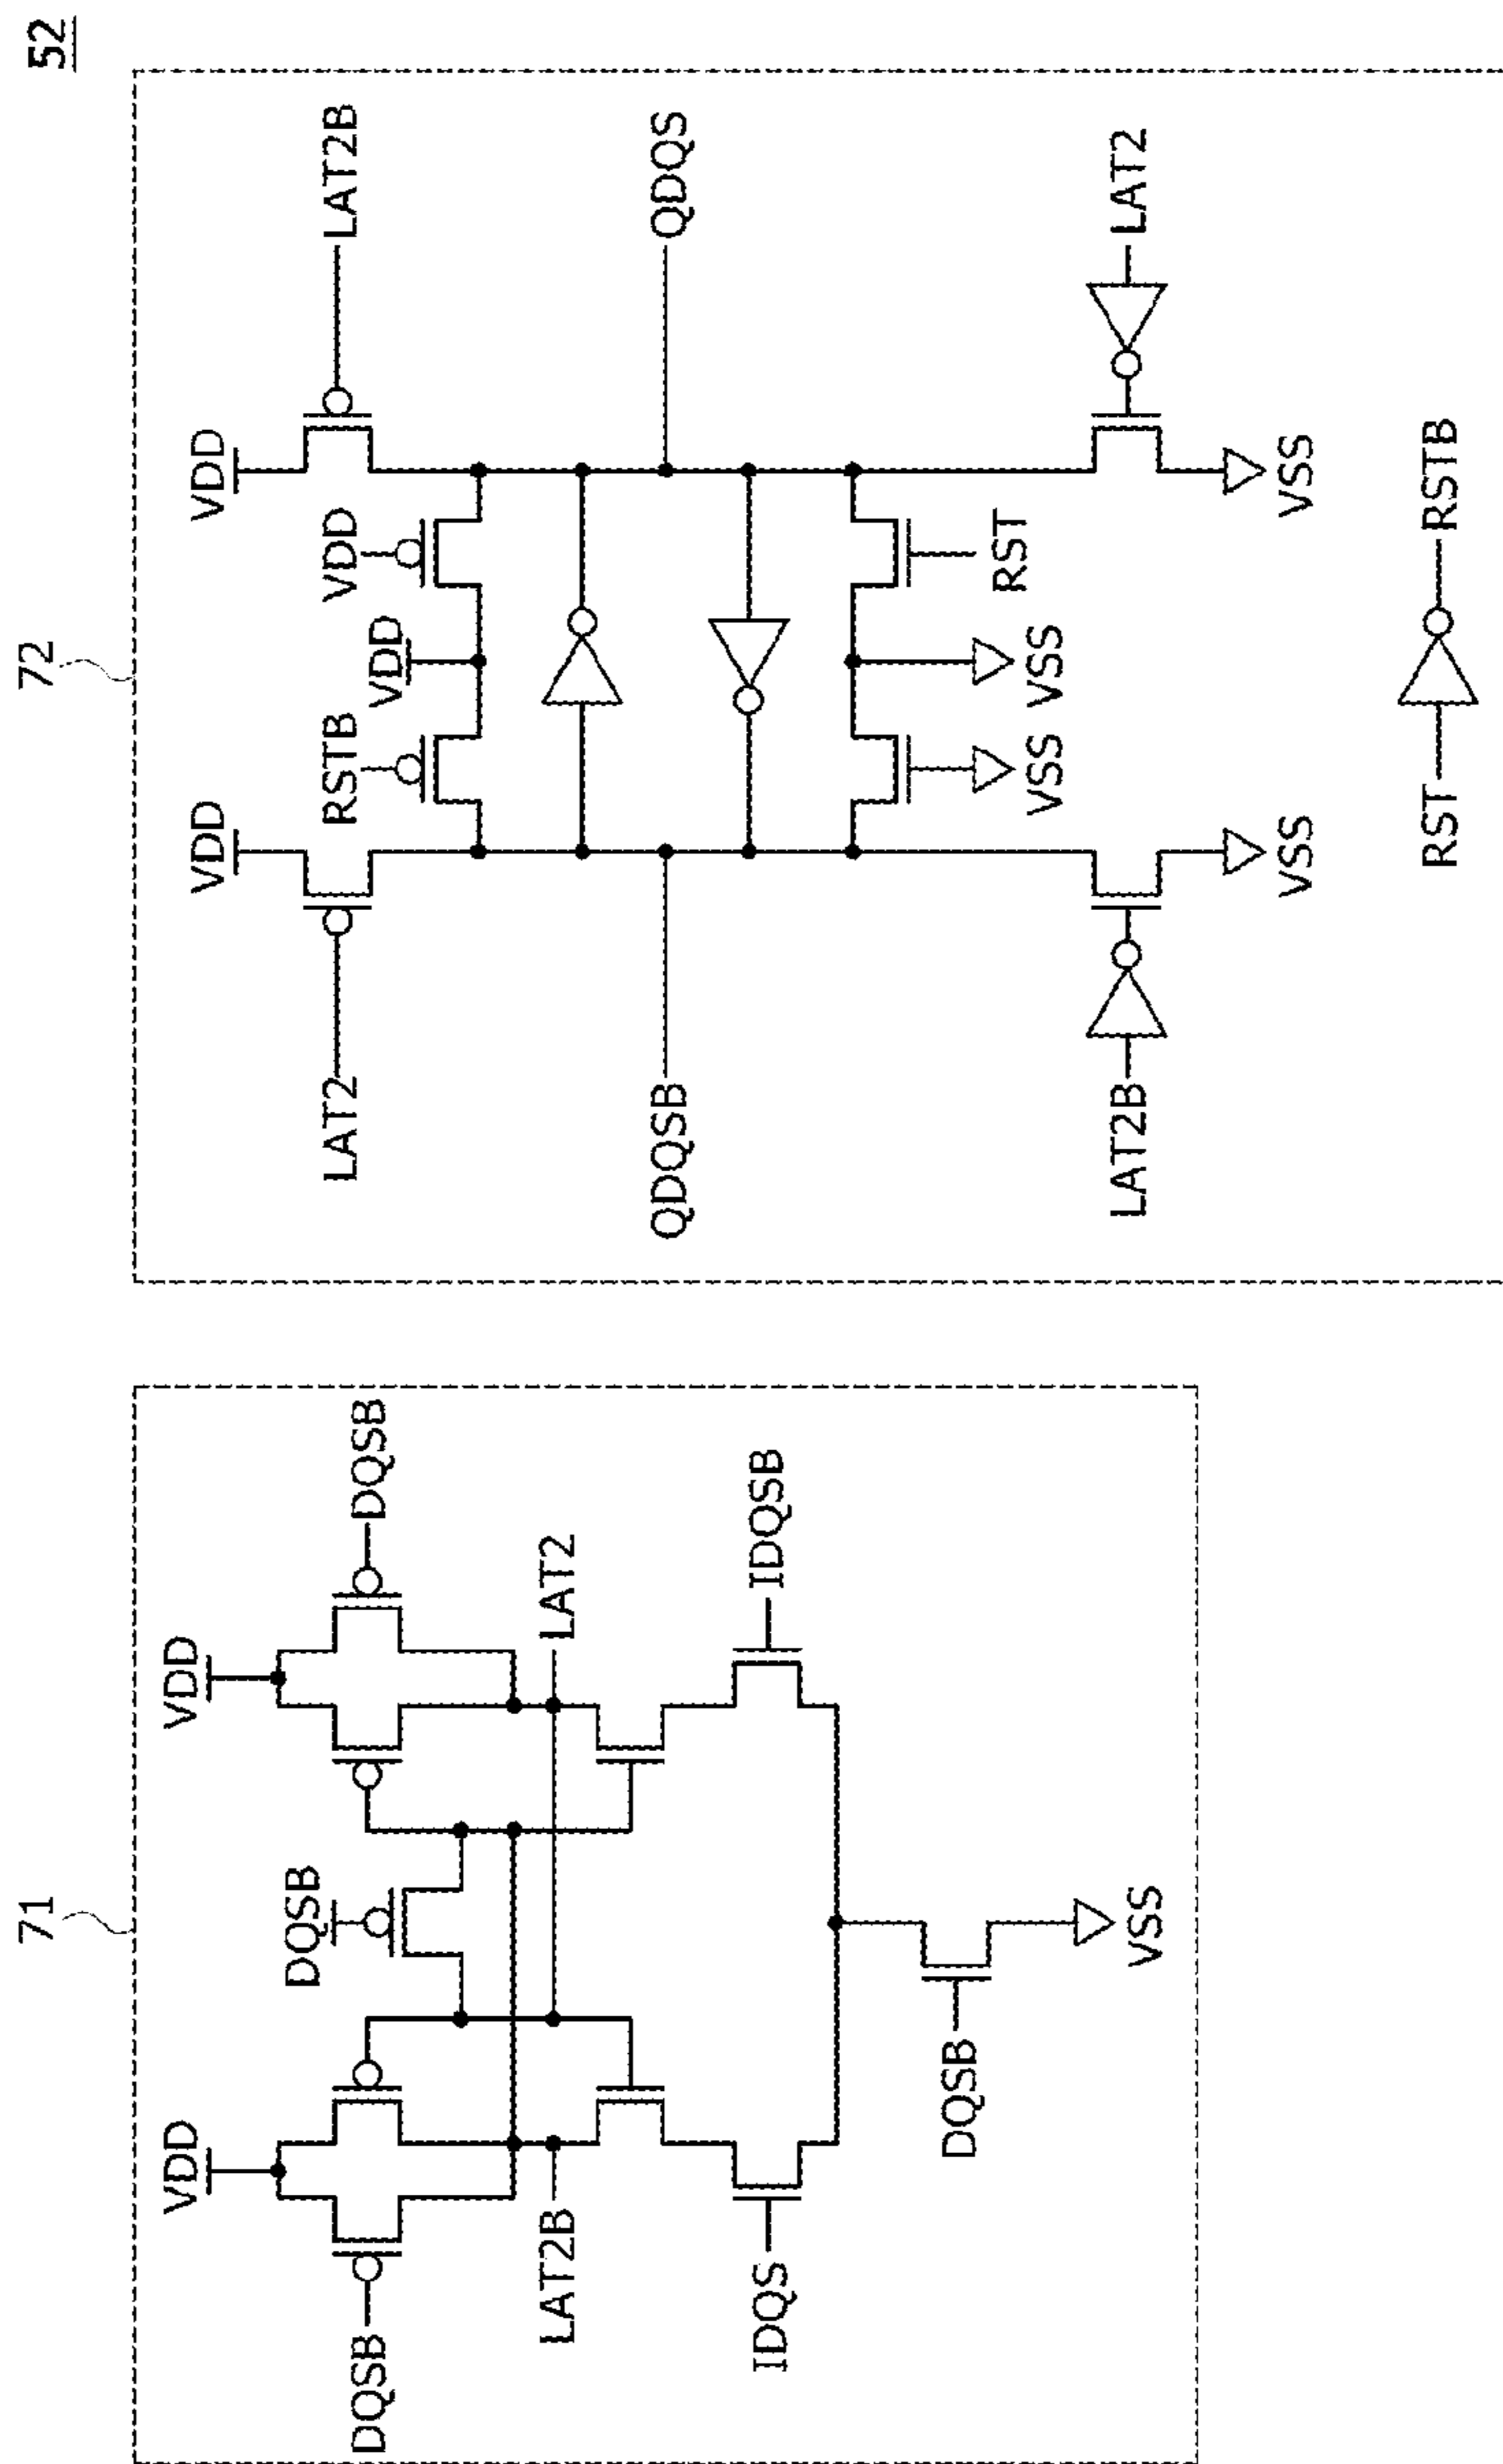 52
71
72
VDD
VDD
DQSB
DQSB
DQSB
LAT2B
LAT2
IDQS
IDQSB
DQSB
VSS
VDD
VDD
LAT2
RSTB
VDD
VDD
LAT2B
QDQSB
QDQS
VSS
VSS
RST
LAT2B
LAT2
VSS
VSS
RST
RSTB